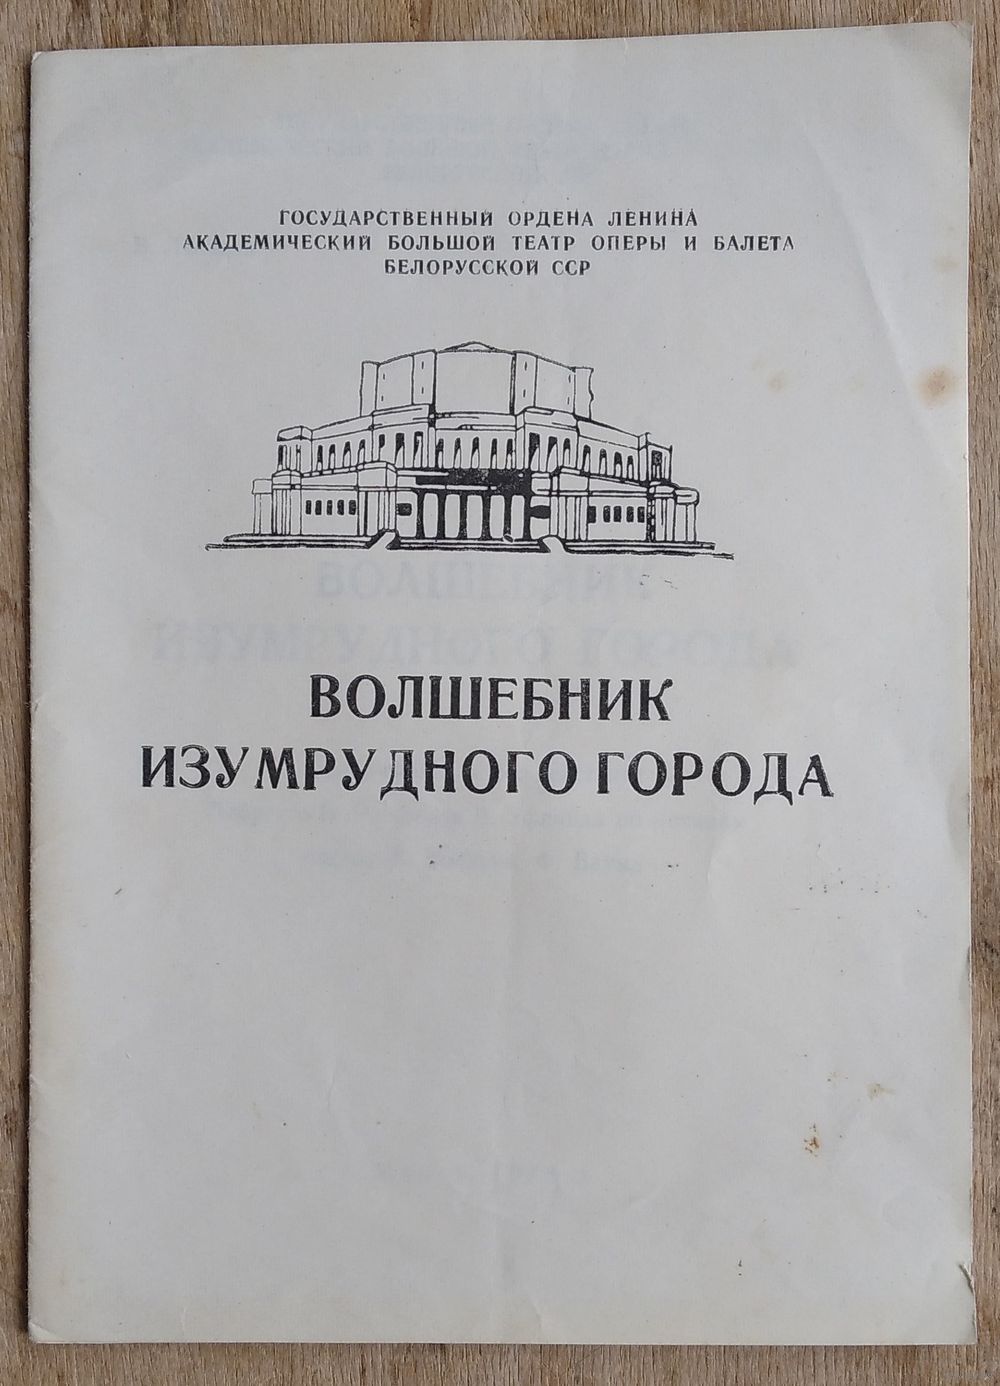 ГОСУДАРСТВЕННЫЙ ОРДЕНА ЛЕНИНА
АКАДЕМИЧЕСКИЙ БОЛЬШОЙ ТЕАТР ОПЕРЫ И БАЛЕТА
БЕЛОРУССКОЙ ССР
ВОЛШЕБНИК
ИЗУМРУДНОГО ГОРОДА